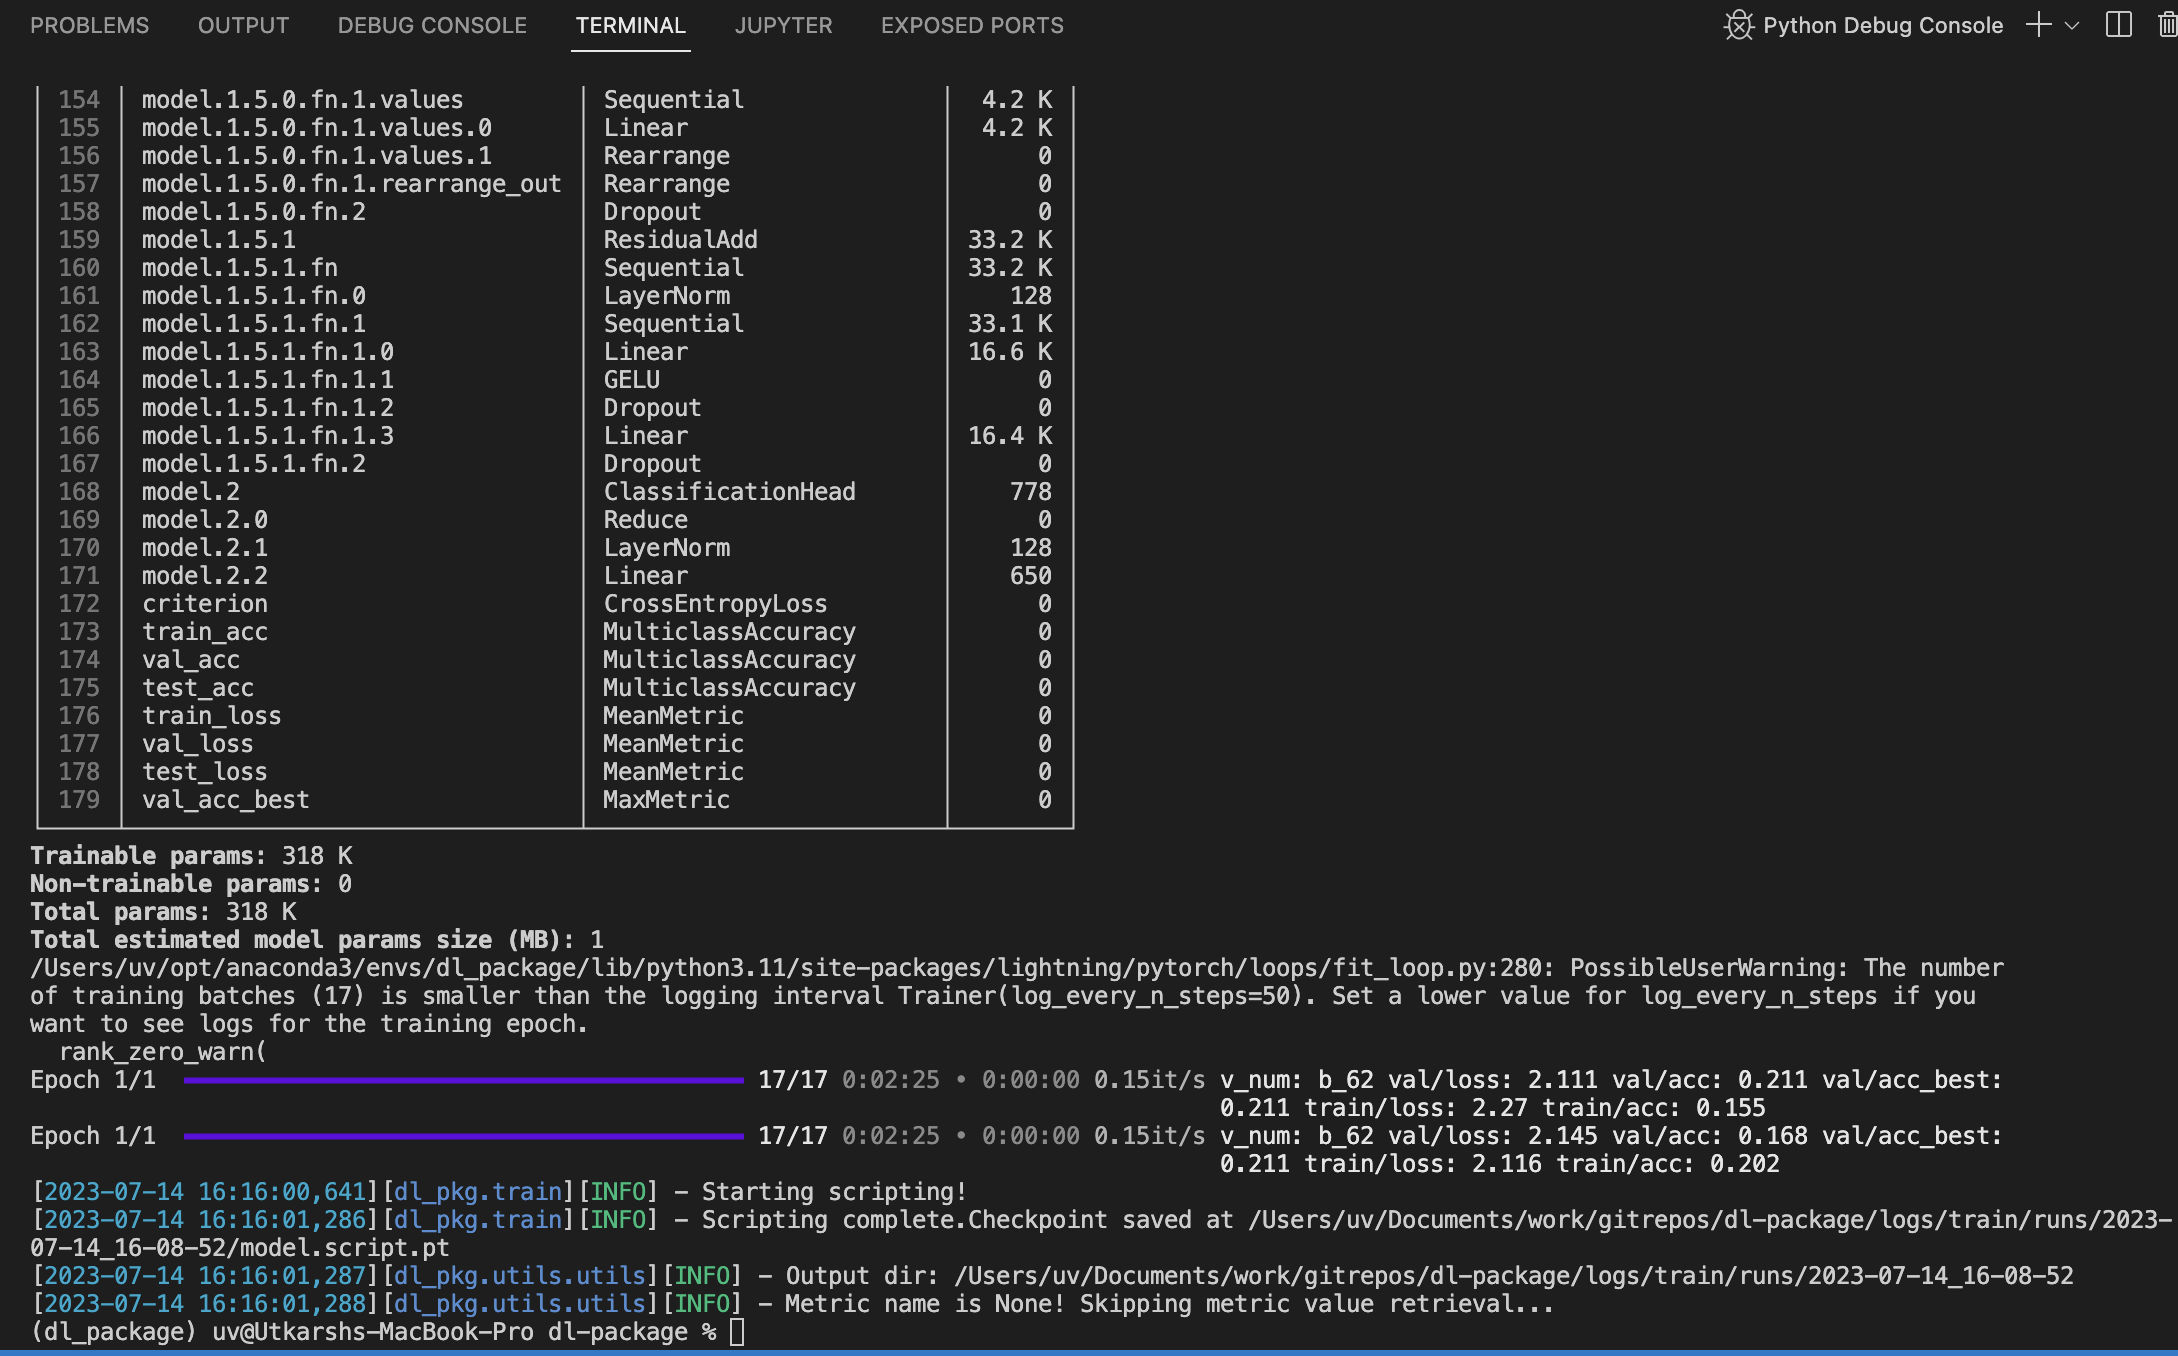 PROBLEMS OUTPUT DEBUG CONSOLE TERMINAL JUPYTER EXPOSED PORTS Python Debug Console
154 model.1.5.0.fn.1.values Sequential 4.2 K
155 model.1.5.0.fn.1.values.0 Linear 4.2 K
156 model.1.5.0.fn.1.values.1 Rearrange 0
157 model.1.5.0.fn.1.rearrange_out Rearrange 0
158 model.1.5.0.fn.2 Dropout 0
159 model.1.5.1 ResidualAdd 33.2 K
160 model.1.5.1.fn Sequential 33.2 K
161 model.1.5.1.fn.0 LayerNorm 128
162 model.1.5.1.fn.1 Sequential 33.1 K
163 model.1.5.1.fn.1.0 Linear 16.6 K
164 model.1.5.1.fn.1.1 GELU 0
165 model.1.5.1.fn.1.2 Dropout 0
166 model.1.5.1.fn.1.3 Linear 16.4 K
167 model.1.5.1.fn.2 Dropout 0
168 model.2 ClassificationHead 778
169 model.2.0 Reduce 0
170 model.2.1 LayerNorm 128
171 model.2.2 Linear 650
172 criterion CrossEntropyLoss 0
173 train_acc MulticlassAccuracy 0
174 val_acc MulticlassAccuracy 0
175 test_acc MulticlassAccuracy 0
176 train_loss MeanMetric 0
177 val_loss MeanMetric 0
178 test_loss MeanMetric 0
179 val_acc_best MaxMetric 0
Trainable params: 318 K
Non-trainable params: 0
Total params: 318 K
Total estimated model params size (MB): 1
/Users/uv/opt/anaconda3/envs/dl_package/lib/python3.11/site-packages/lightning/pytorch/loops/fit_loop.py:280: PossibleUserWarning: The number
of training batches (17) is smaller than the logging interval Trainer(log_every_n_steps=50). Set a lower value for log_every_n_steps if you
want to see logs for the training epoch.
rank_zero_warn(
Epoch 1/1 17/17 0:02:25 • 0:00:00 0.15it/s v_num: b_62 val/loss: 2.111 val/acc: 0.211 val/acc_best:
0.211 train/loss: 2.27 train/acc: 0.155
Epoch 1/1 17/17 0:02:25 • 0:00:00 0.15it/s v_num: b_62 val/loss: 2.145 val/acc: 0.168 val/acc_best:
0.211 train/loss: 2.116 train/acc: 0.202
[2023-07-14 16:16:00,641][dl_pkg.train][INFO] - Starting scripting!
[2023-07-14 16:16:01,286][dl_pkg.train][INFO] - Scripting complete.Checkpoint saved at /Users/uv/Documents/work/gitrepos/dl-package/logs/train/runs/2023-
07-14_16-08-52/model.script.pt
[2023-07-14 16:16:01,287][dl_pkg.utils.utils][INFO] - Output dir: /Users/uv/Documents/work/gitrepos/dl-package/logs/train/runs/2023-07-14_16-08-52
[2023-07-14 16:16:01,288][dl_pkg.utils.utils][INFO] - Metric name is None! Skipping metric value retrieval...
(dl_package) uv@Utkarshs-MacBook-Pro dl-package %